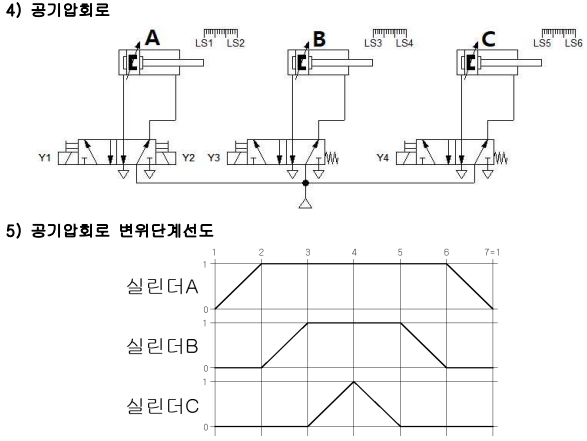 4) 공기압회로
A B C
LS1 LS2 LS3 LS4 LS5 LS6
Y1 Y2 Y3 Y4
5) 공기압회로 변위단계선도
1 2 3 4 5 6 7=1
1
실린더A
0
1
실린더B
0
1
실린더C
0